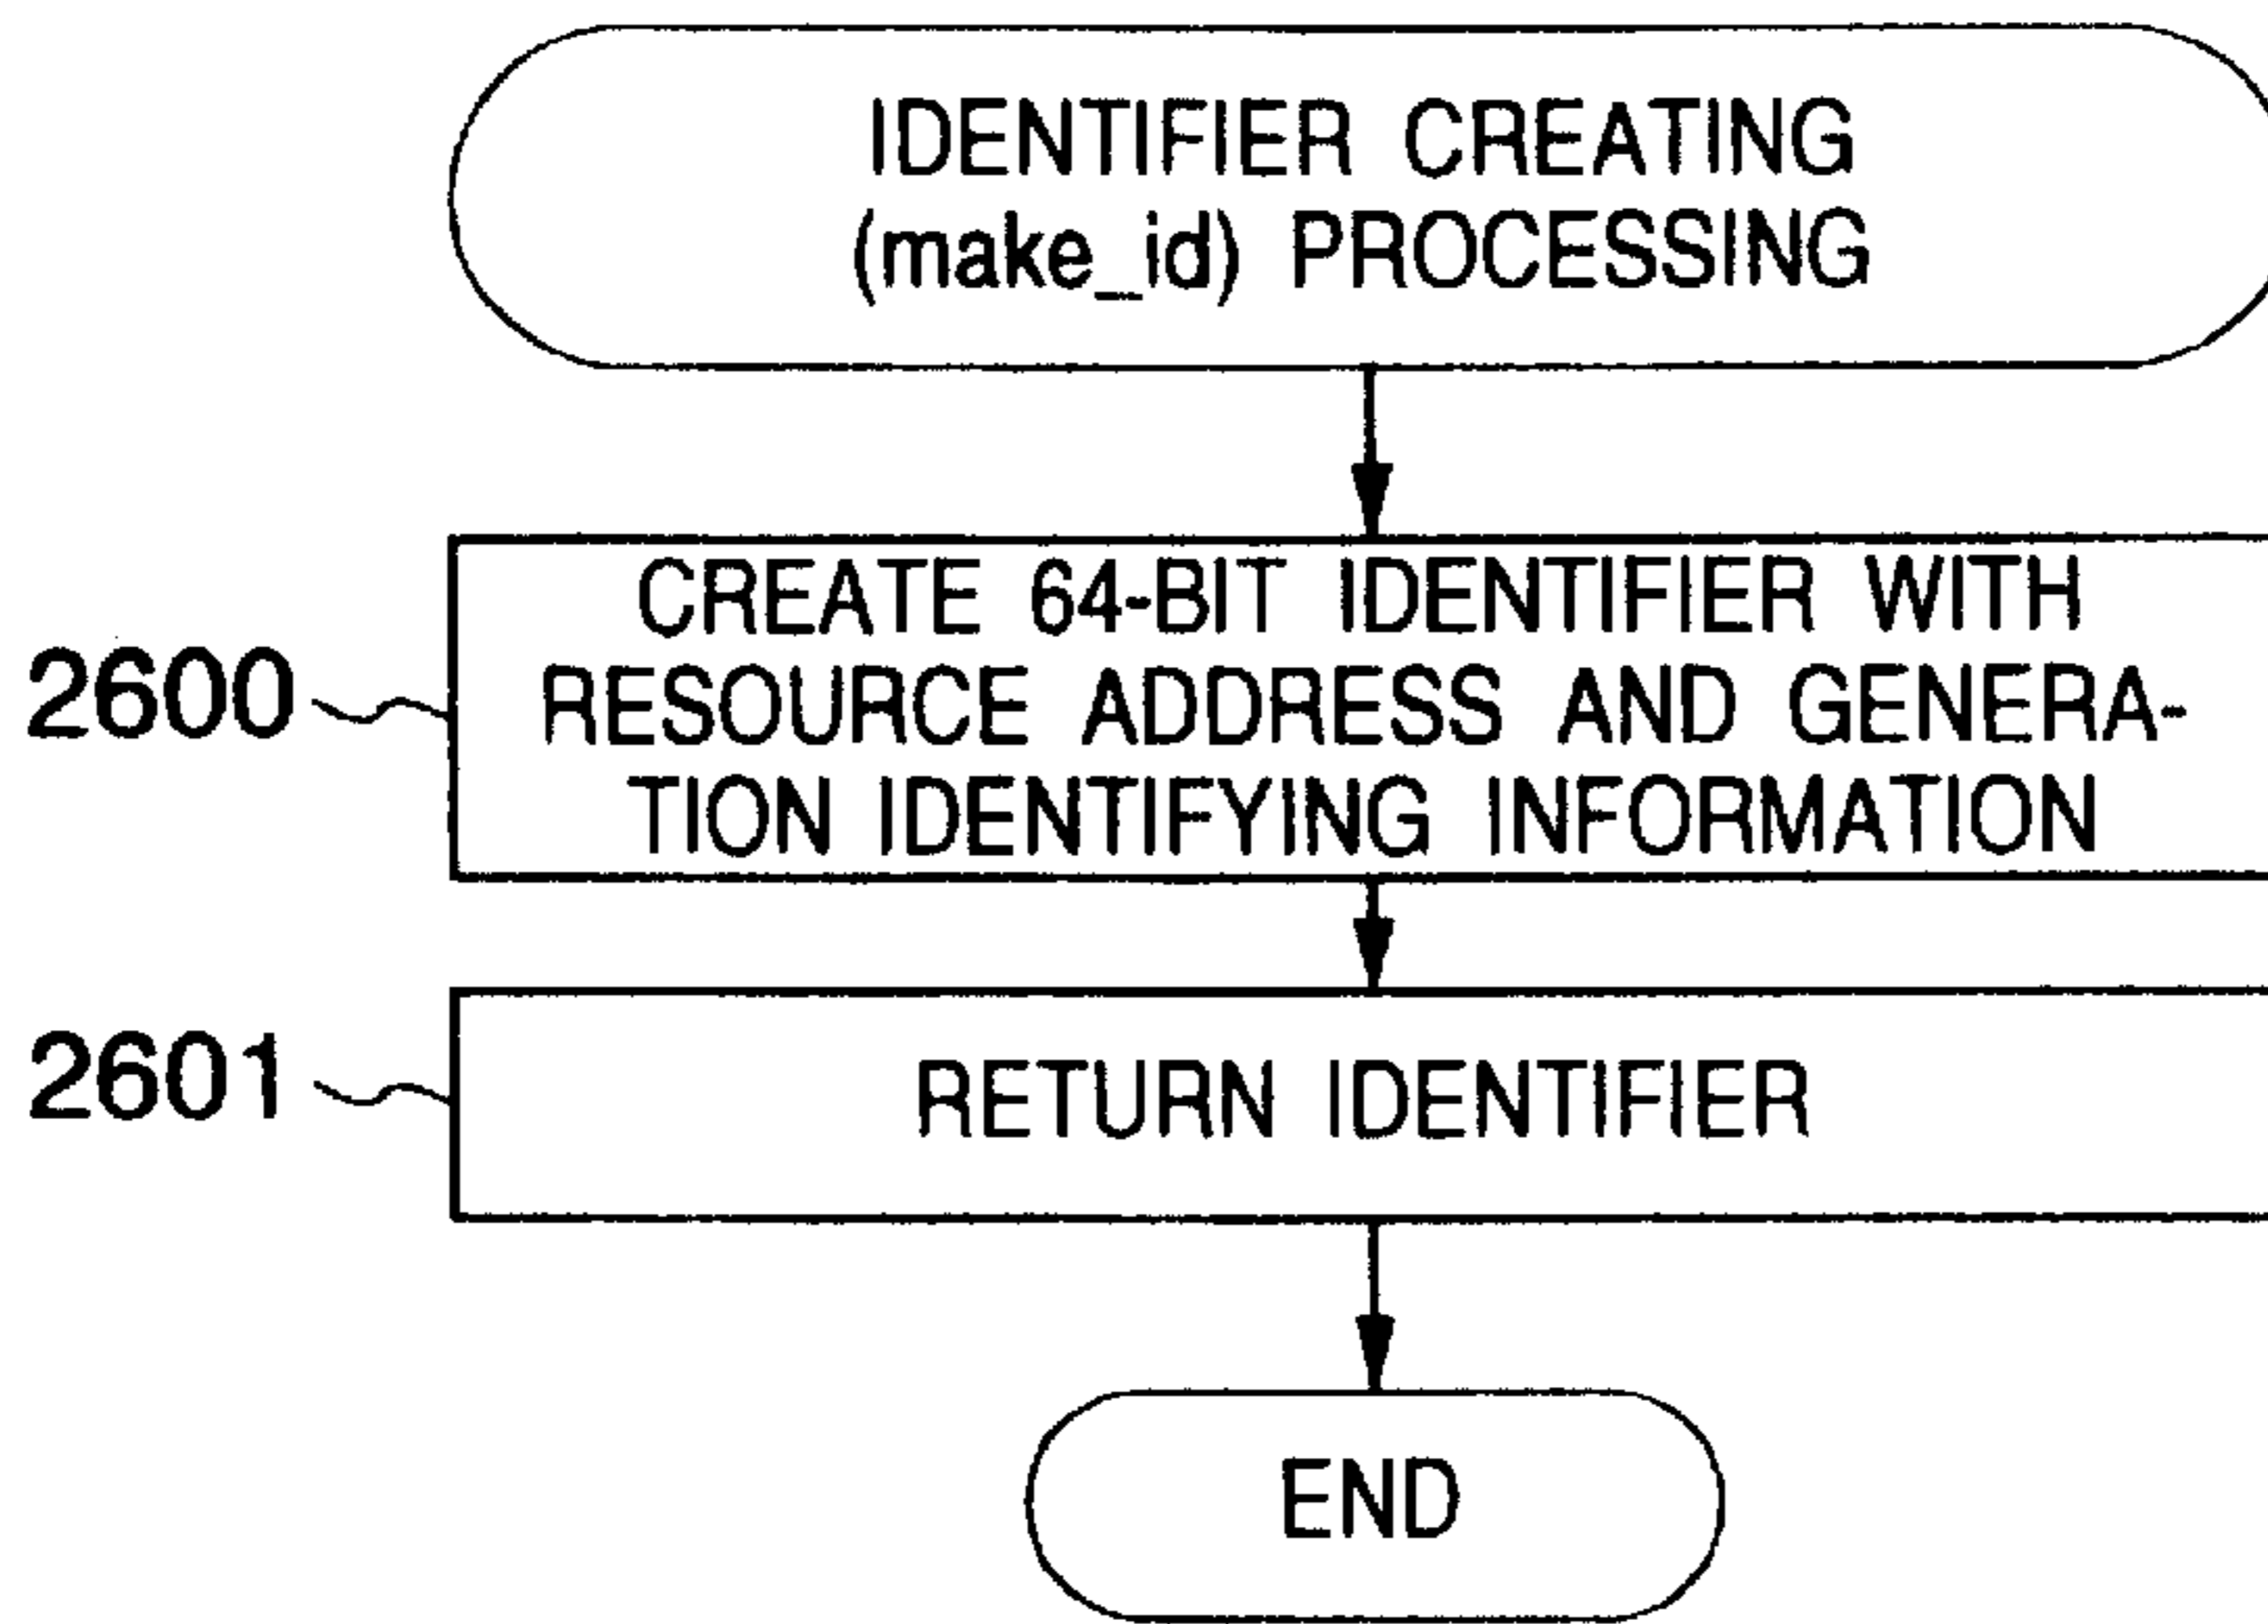 IDENTIFIER CREATING
(make_id) PROCESSING
2600
CREATE 64-BIT IDENTIFIER WITH
RESOURCE ADDRESS AND GENERA-
TION IDENTIFYING INFORMATION
2601
RETURN IDENTIFIER
END